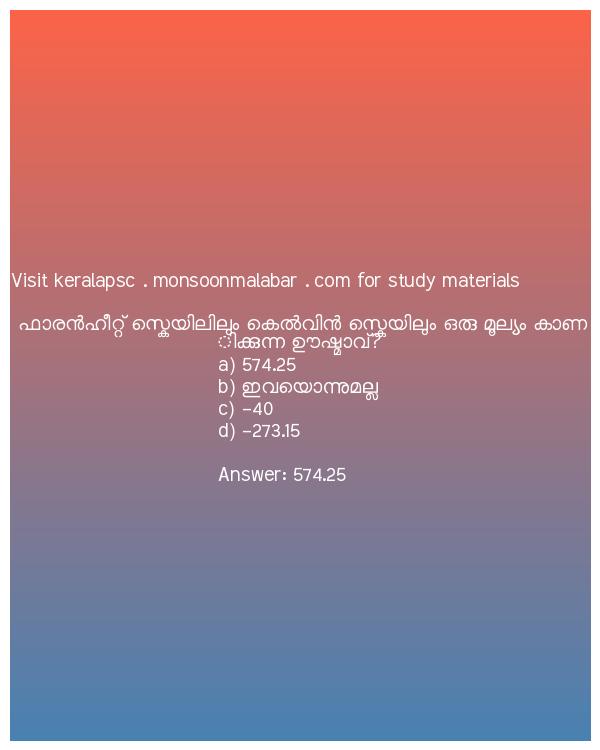 Visit keralapsc . monsoonmalabar . com for study materials
ഫാരൻഹീറ്റ് സ്കെയിലിലും കെൽവിൻ സ്കെയിലും ഒരു മൂല്യം കാണ
ിക്കുന്ന ഊഷ്മാവ്?
a) 574.25
b) ഇവയൊന്നുമല്ല
c) -40
d) -273.15
Answer: 574.25